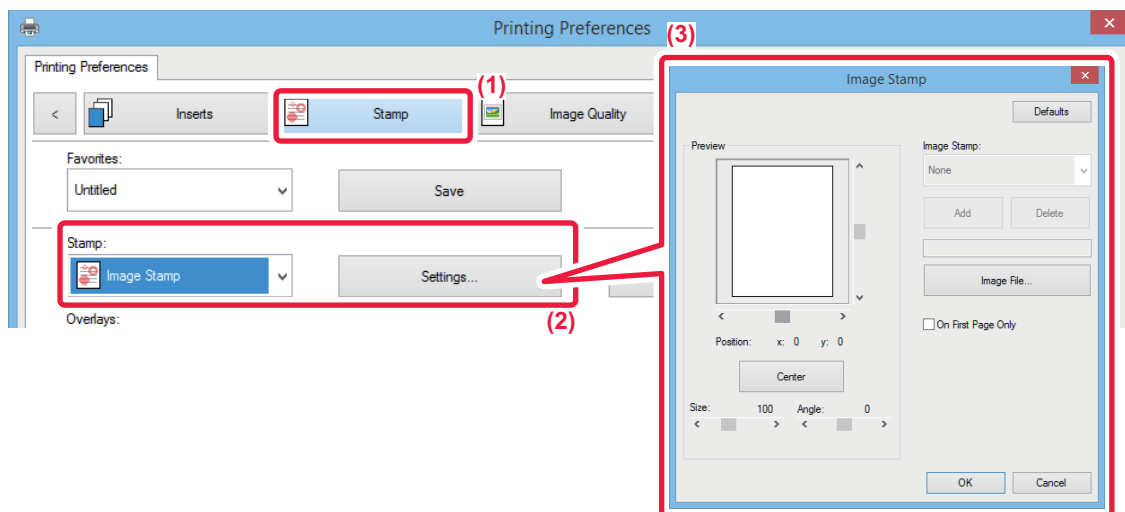 Printing Preferences
(3)
Printing Preferences
(1)
<
Inserts
Stamp
Image Quality
Favorites:
Untitled
Save
Stamp:
Image Stamp
Settings...
(2)
Overlays:
Image Stamp
Defaults
Preview
Image Stamp:
None
Add
Delete
Image File...
On First Page Only
Position: x: 0 y: 0
Center
Size: 100 Angle: 0
OK
Cancel